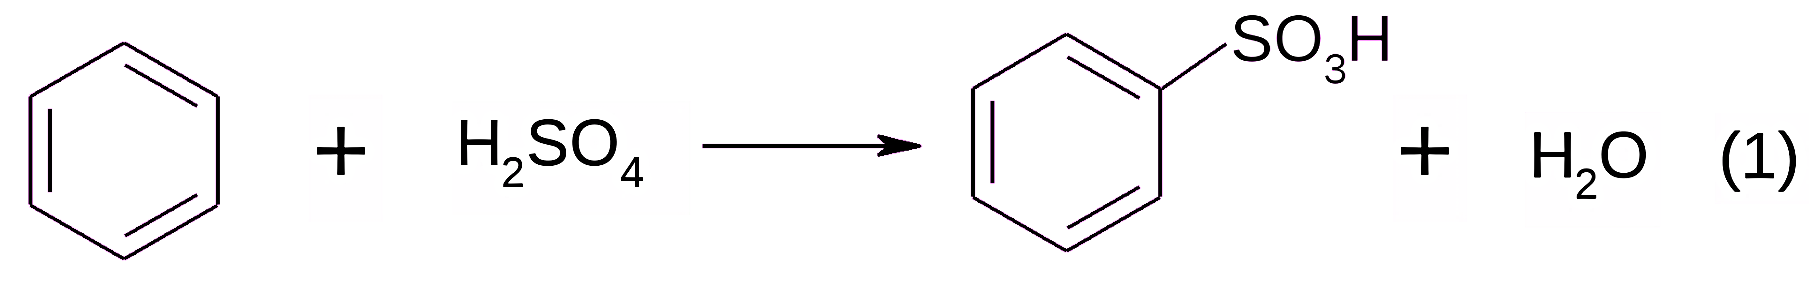 + H₂SO₄ SO₃H + H₂O (1)